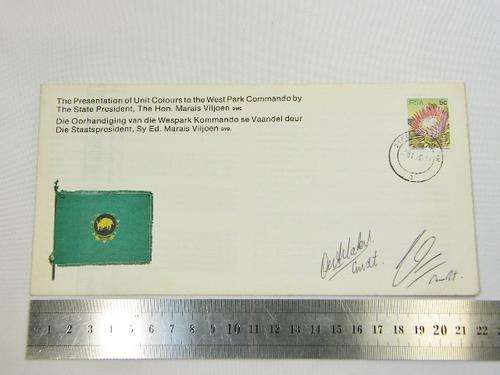 The Presentation of Unit Colours to the West Park Commando by
The State President, The Hon. Marais Viljoen DMS.
Die Oorhandiging van die Wespark Kommando se Vaandel deur
Die Staatspresident, Sy Ed. Marais Viljoen DVD.
RSA 5c
Cmdt.
1 2 3 4 5 6 7 8 9 10 11 12 13 14 15 16 17 18 19 20 21 22